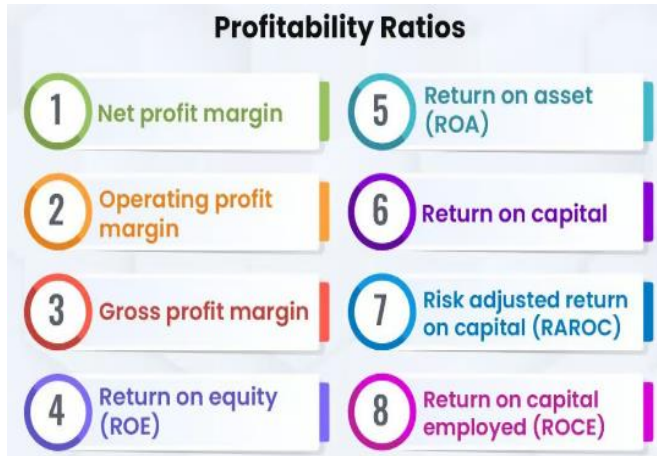 Profitability Ratios
1
Net profit margin
2
Operating profit
margin
3
Gross profit margin
4
Return on equity
(ROE)
5
Return on asset
(ROA)
6
Return on capital
7
Risk adjusted return
on capital (RAROC)
8
Return on capital
employed (ROCE)